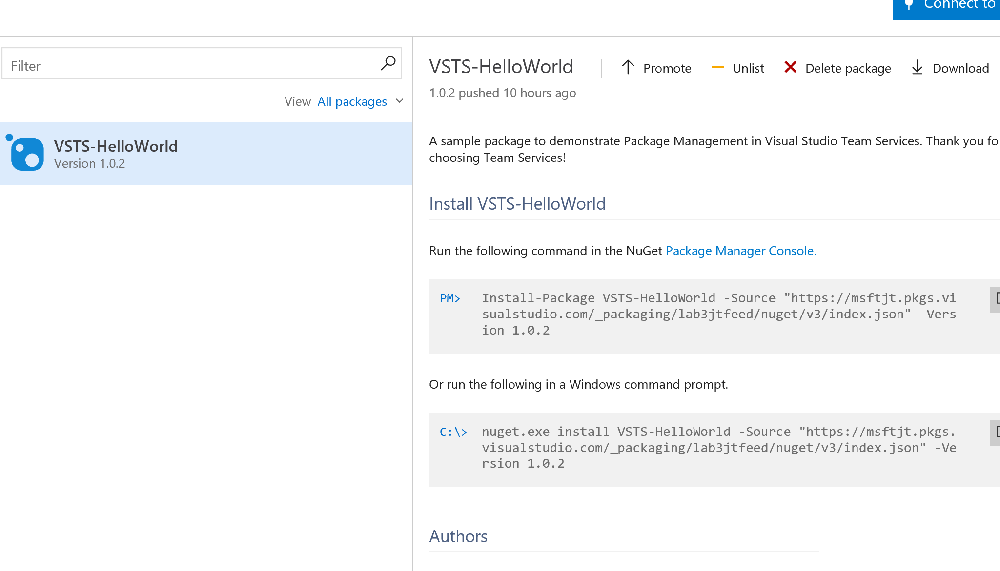 Connect to
Filter
View All packages
VSTS-HelloWorld
Version 1.0.2
VSTS-HelloWorld
Promote
Unlist
Delete package
Download
1.0.2 pushed 10 hours ago
A sample package to demonstrate Package Management in Visual Studio Team Services. Thank you for
choosing Team Services!
Install VSTS-HelloWorld
Run the following command in the NuGet Package Manager Console.
PM> Install-Package VSTS-HelloWorld -Source "https://msftjt.pkgs.vi
sualstudio.com/_packaging/lab3jtfeed/nuget/v3/index.json" -Vers
ion 1.0.2
Or run the following in a Windows command prompt.
C:\> nuget.exe install VSTS-HelloWorld -Source "https://msftjt.pkgs.
visualstudio.com/_packaging/lab3jtfeed/nuget/v3/index.json" -Ve
rsion 1.0.2
Authors